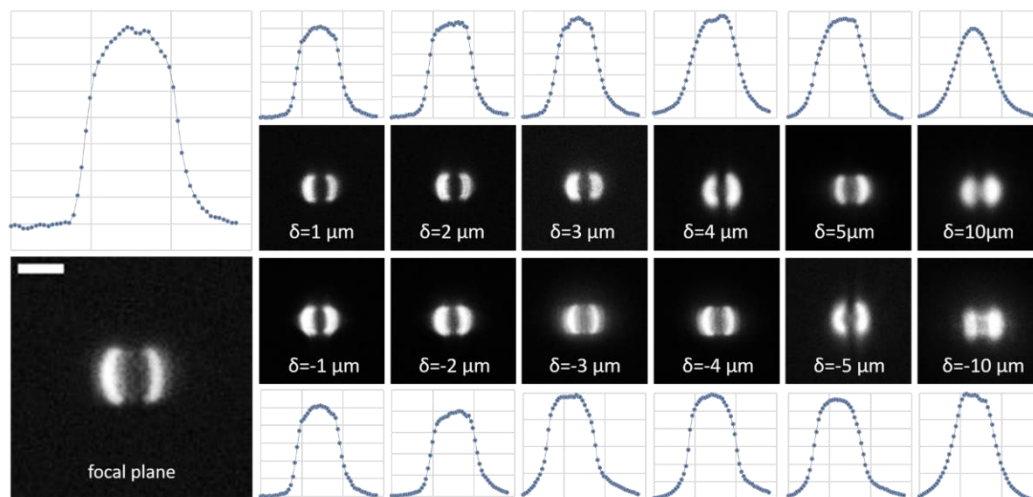 δ=1 μm
δ=2 μm
δ=3 μm
δ=4 μm
δ=5μm
δ=10μm
δ=-1 μm
δ=-2 μm
δ=-3 μm
δ=-4 μm
δ=-5 μm
δ=-10 μm
focal plane